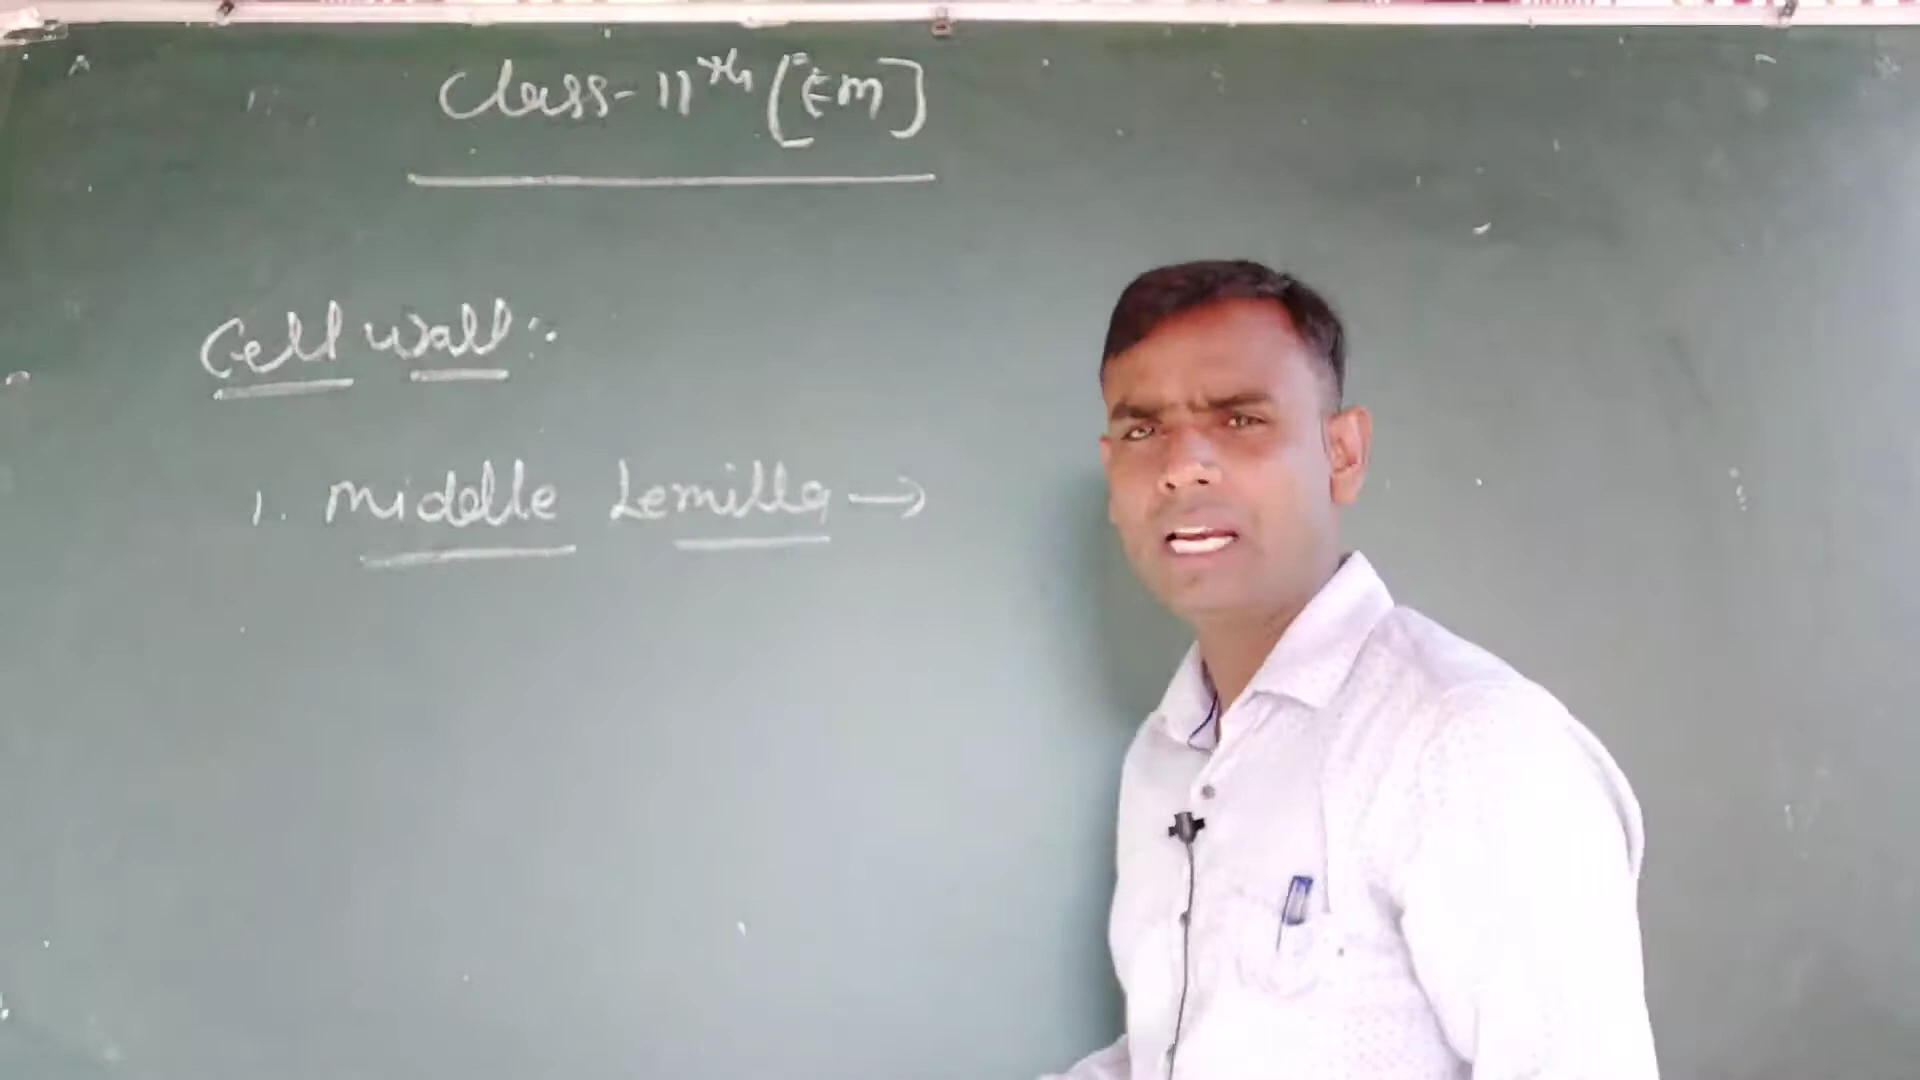 Class-11th [EM]
Cell wall:.
1. Middle Lemilla →